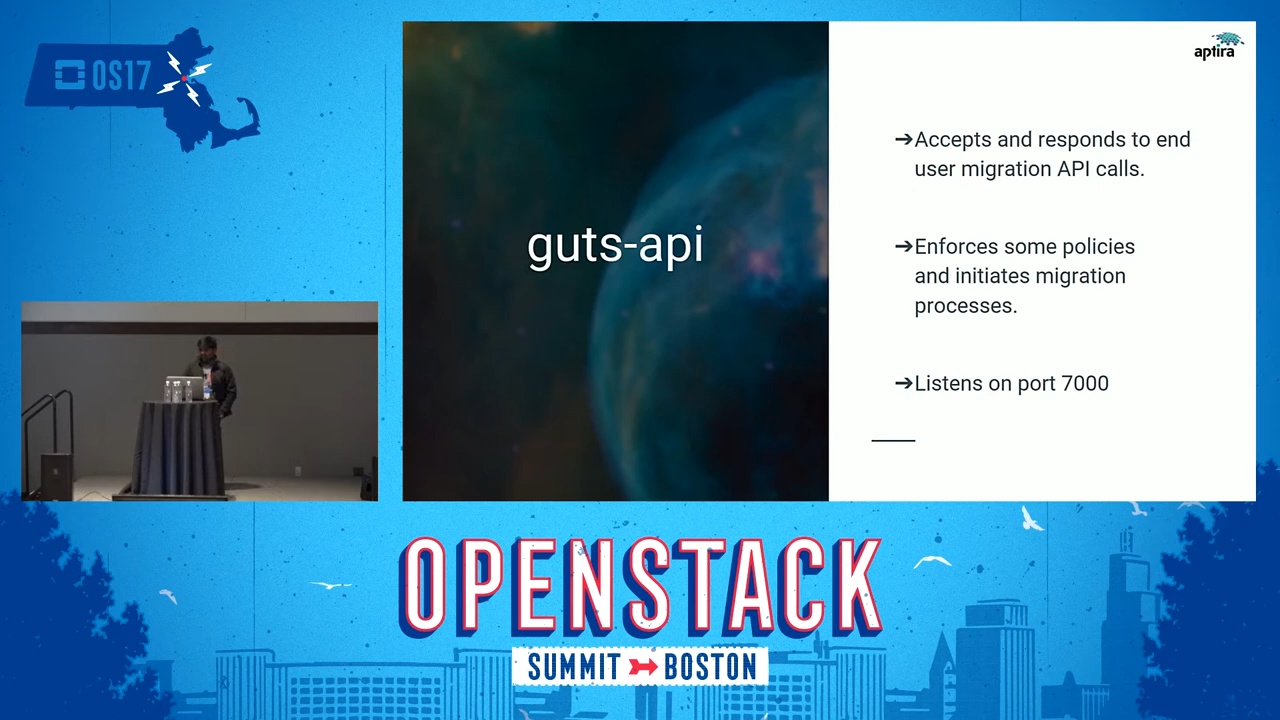 OS17
guts-api
aptira
➔Accepts and responds to end
user migration API calls.
➔Enforces some policies
and initiates migration
processes.
➔Listens on port 7000
OPENSTACK
SUMMIT BOSTON